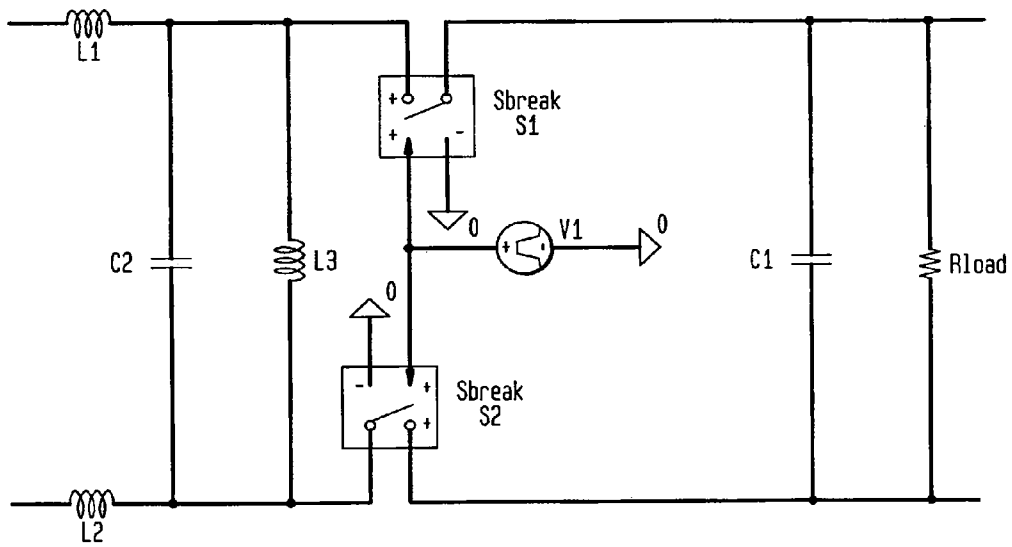 L1
+
+ -
Sbreak
S1
0
V1
+ -
0
C2
L3
C1
Rload
0
- +
+
Sbreak
S2
L2